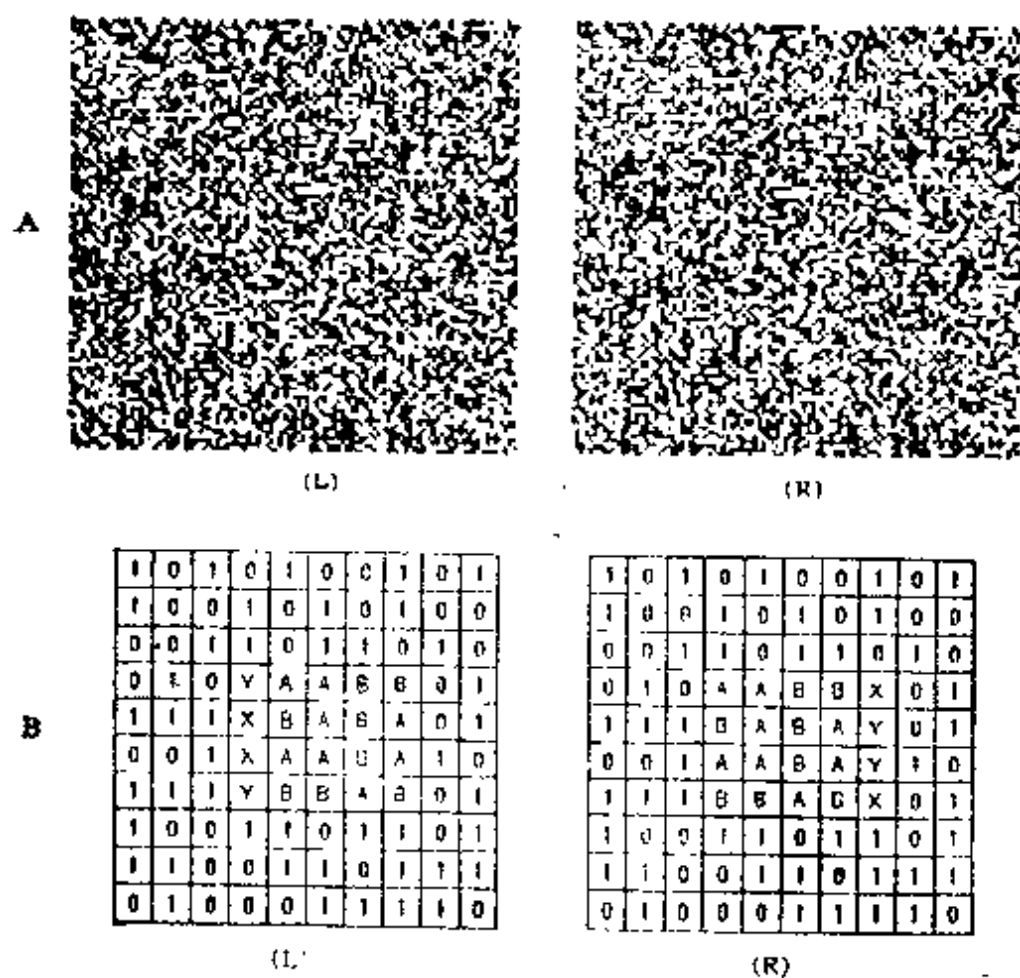 A
(L)
(R)
B
1 0 1 0 1 0 0 1 0 1
1 0 0 1 0 1 0 1 0 0
0 0 1 1 0 1 1 0 1 0
0 1 0 Y A A B B 0 1
1 1 1 X B A B A 0 1
0 0 1 X A A B A 1 0
1 1 1 Y B B A B 0 1
1 0 0 1 1 0 1 1 0 1
1 1 0 0 1 1 0 1 1 1
0 1 0 0 0 1 1 1 1 0
(L)
1 0 1 0 1 0 0 1 0 1
1 0 0 1 0 1 0 1 0 0
0 0 1 1 0 1 1 0 1 0
0 1 0 A A B B X 0 1
1 1 1 B A B A Y 0 1
0 0 1 A A B A Y 1 0
1 1 1 B B A B X 0 1
1 0 0 1 1 0 1 1 0 1
1 1 0 0 1 1 0 1 1 1
0 1 0 0 0 1 1 1 1 0
(R)